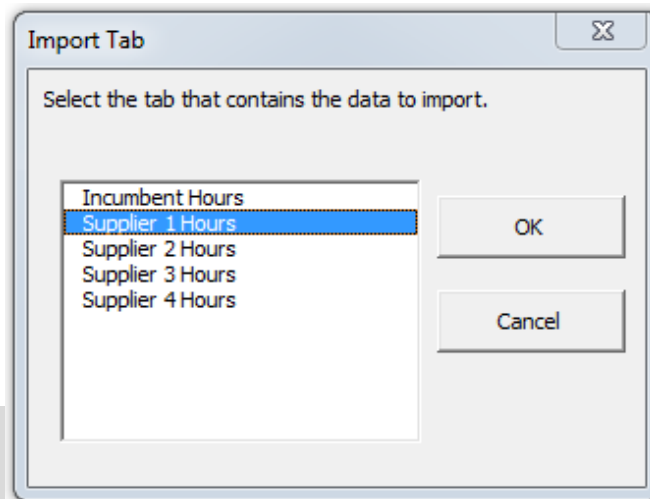 Import Tab
Select the tab that contains the data to import.
Incumbent Hours
Supplier 1 Hours
Supplier 2 Hours
Supplier 3 Hours
Supplier 4 Hours
OK
Cancel